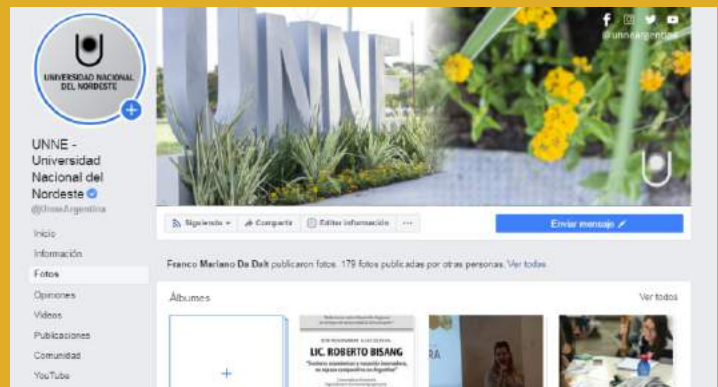 UNIVERSIDAD NACIONAL
DEL NORDESTE
UNNE
@unneargentina
UNNE -
Universidad
Nacional del
Nordeste
@UnneArgentina
Inicio
Información
Fotos
Opiniones
Videos
Publicaciones
Comunidad
YouTube
Siguiendo
Compartir
Editar información
Enviar mensaje
Franco Mariano Da Dalt publicaron fotos. 179 fotos publicadas por otras personas. Ver todas
Álbumes
Ver todos
LIC. ROBERTO BISANG
RA